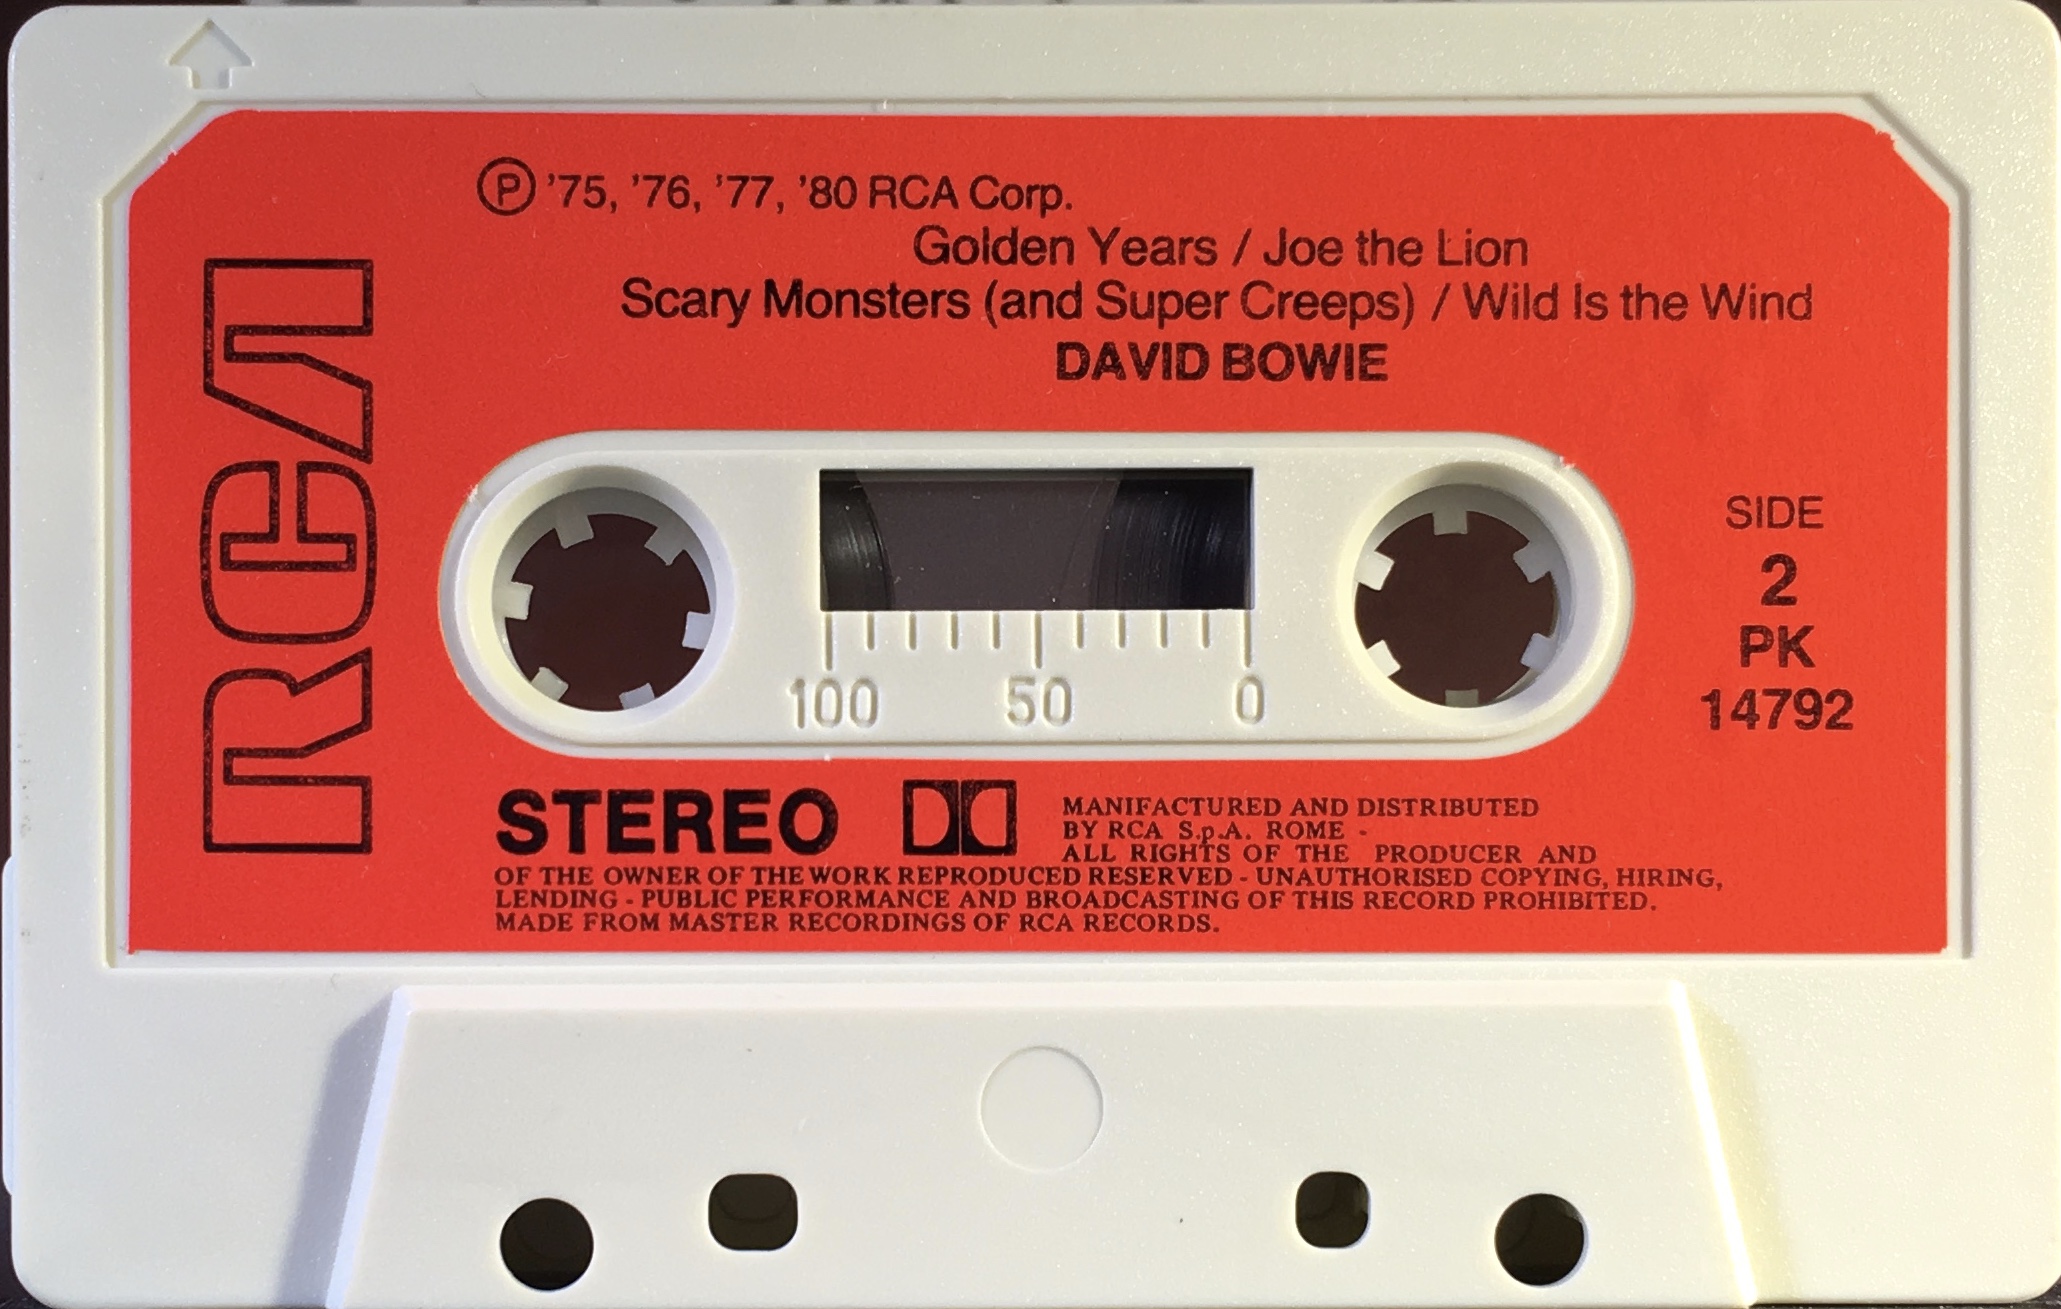 Ⓟ '75, '76, '77, '80 RCA Corp.
Golden Years / Joe the Lion
Scary Monsters (and Super Creeps) / Wild Is the Wind
DAVID BOWIE
RCA
SIDE
2
PK
14792
100 50 0
STEREO
MANIFACTURED AND DISTRIBUTED
BY RCA S.p.A. ROME -
ALL RIGHTS OF THE PRODUCER AND
OF THE OWNER OF THE WORK REPRODUCED RESERVED - UNAUTHORISED COPYING, HIRING,
LENDING - PUBLIC PERFORMANCE AND BROADCASTING OF THIS RECORD PROHIBITED.
MADE FROM MASTER RECORDINGS OF RCA RECORDS.